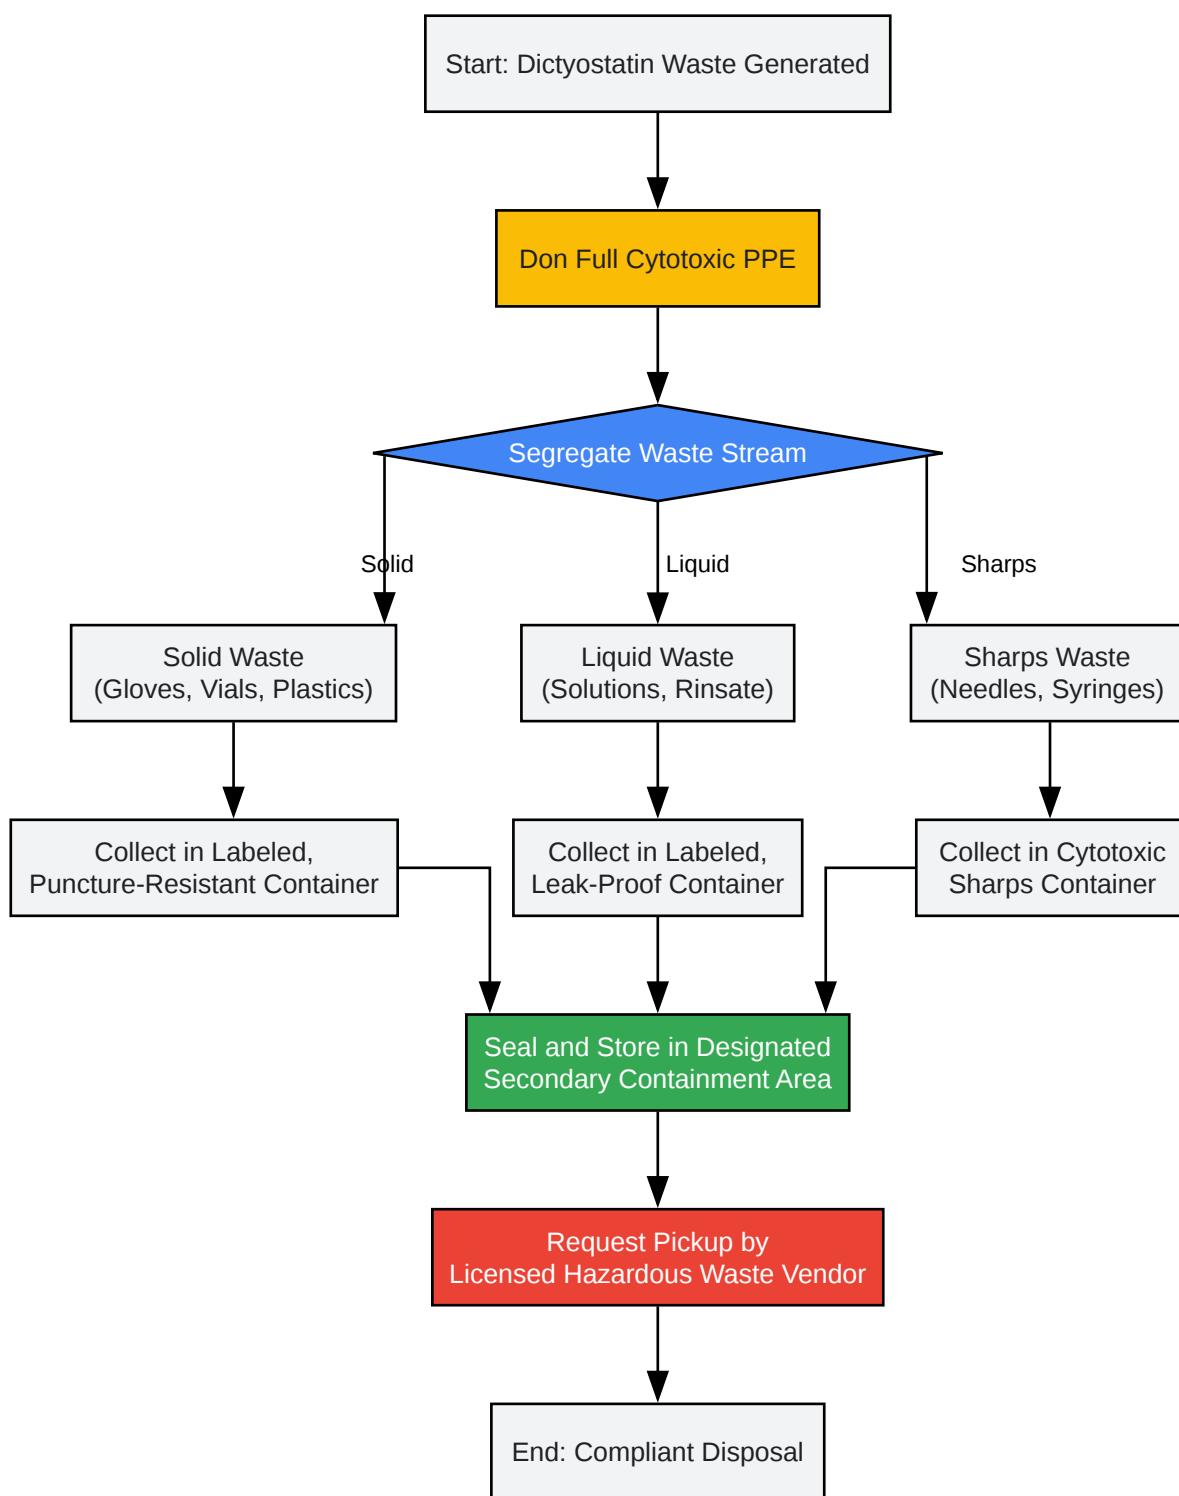 Start: Dictyostatin Waste Generated
Don Full Cytotoxic PPE
Segregate Waste Stream
Solid
Liquid
Sharps
Solid Waste
(Gloves, Vials, Plastics)
Liquid Waste
(Solutions, Rinsate)
Sharps Waste
(Needles, Syringes)
Collect in Labeled,
Puncture-Resistant Container
Collect in Labeled,
Leak-Proof Container
Collect in Cytotoxic
Sharps Container
Seal and Store in Designated
Secondary Containment Area
Request Pickup by
Licensed Hazardous Waste Vendor
End: Compliant Disposal